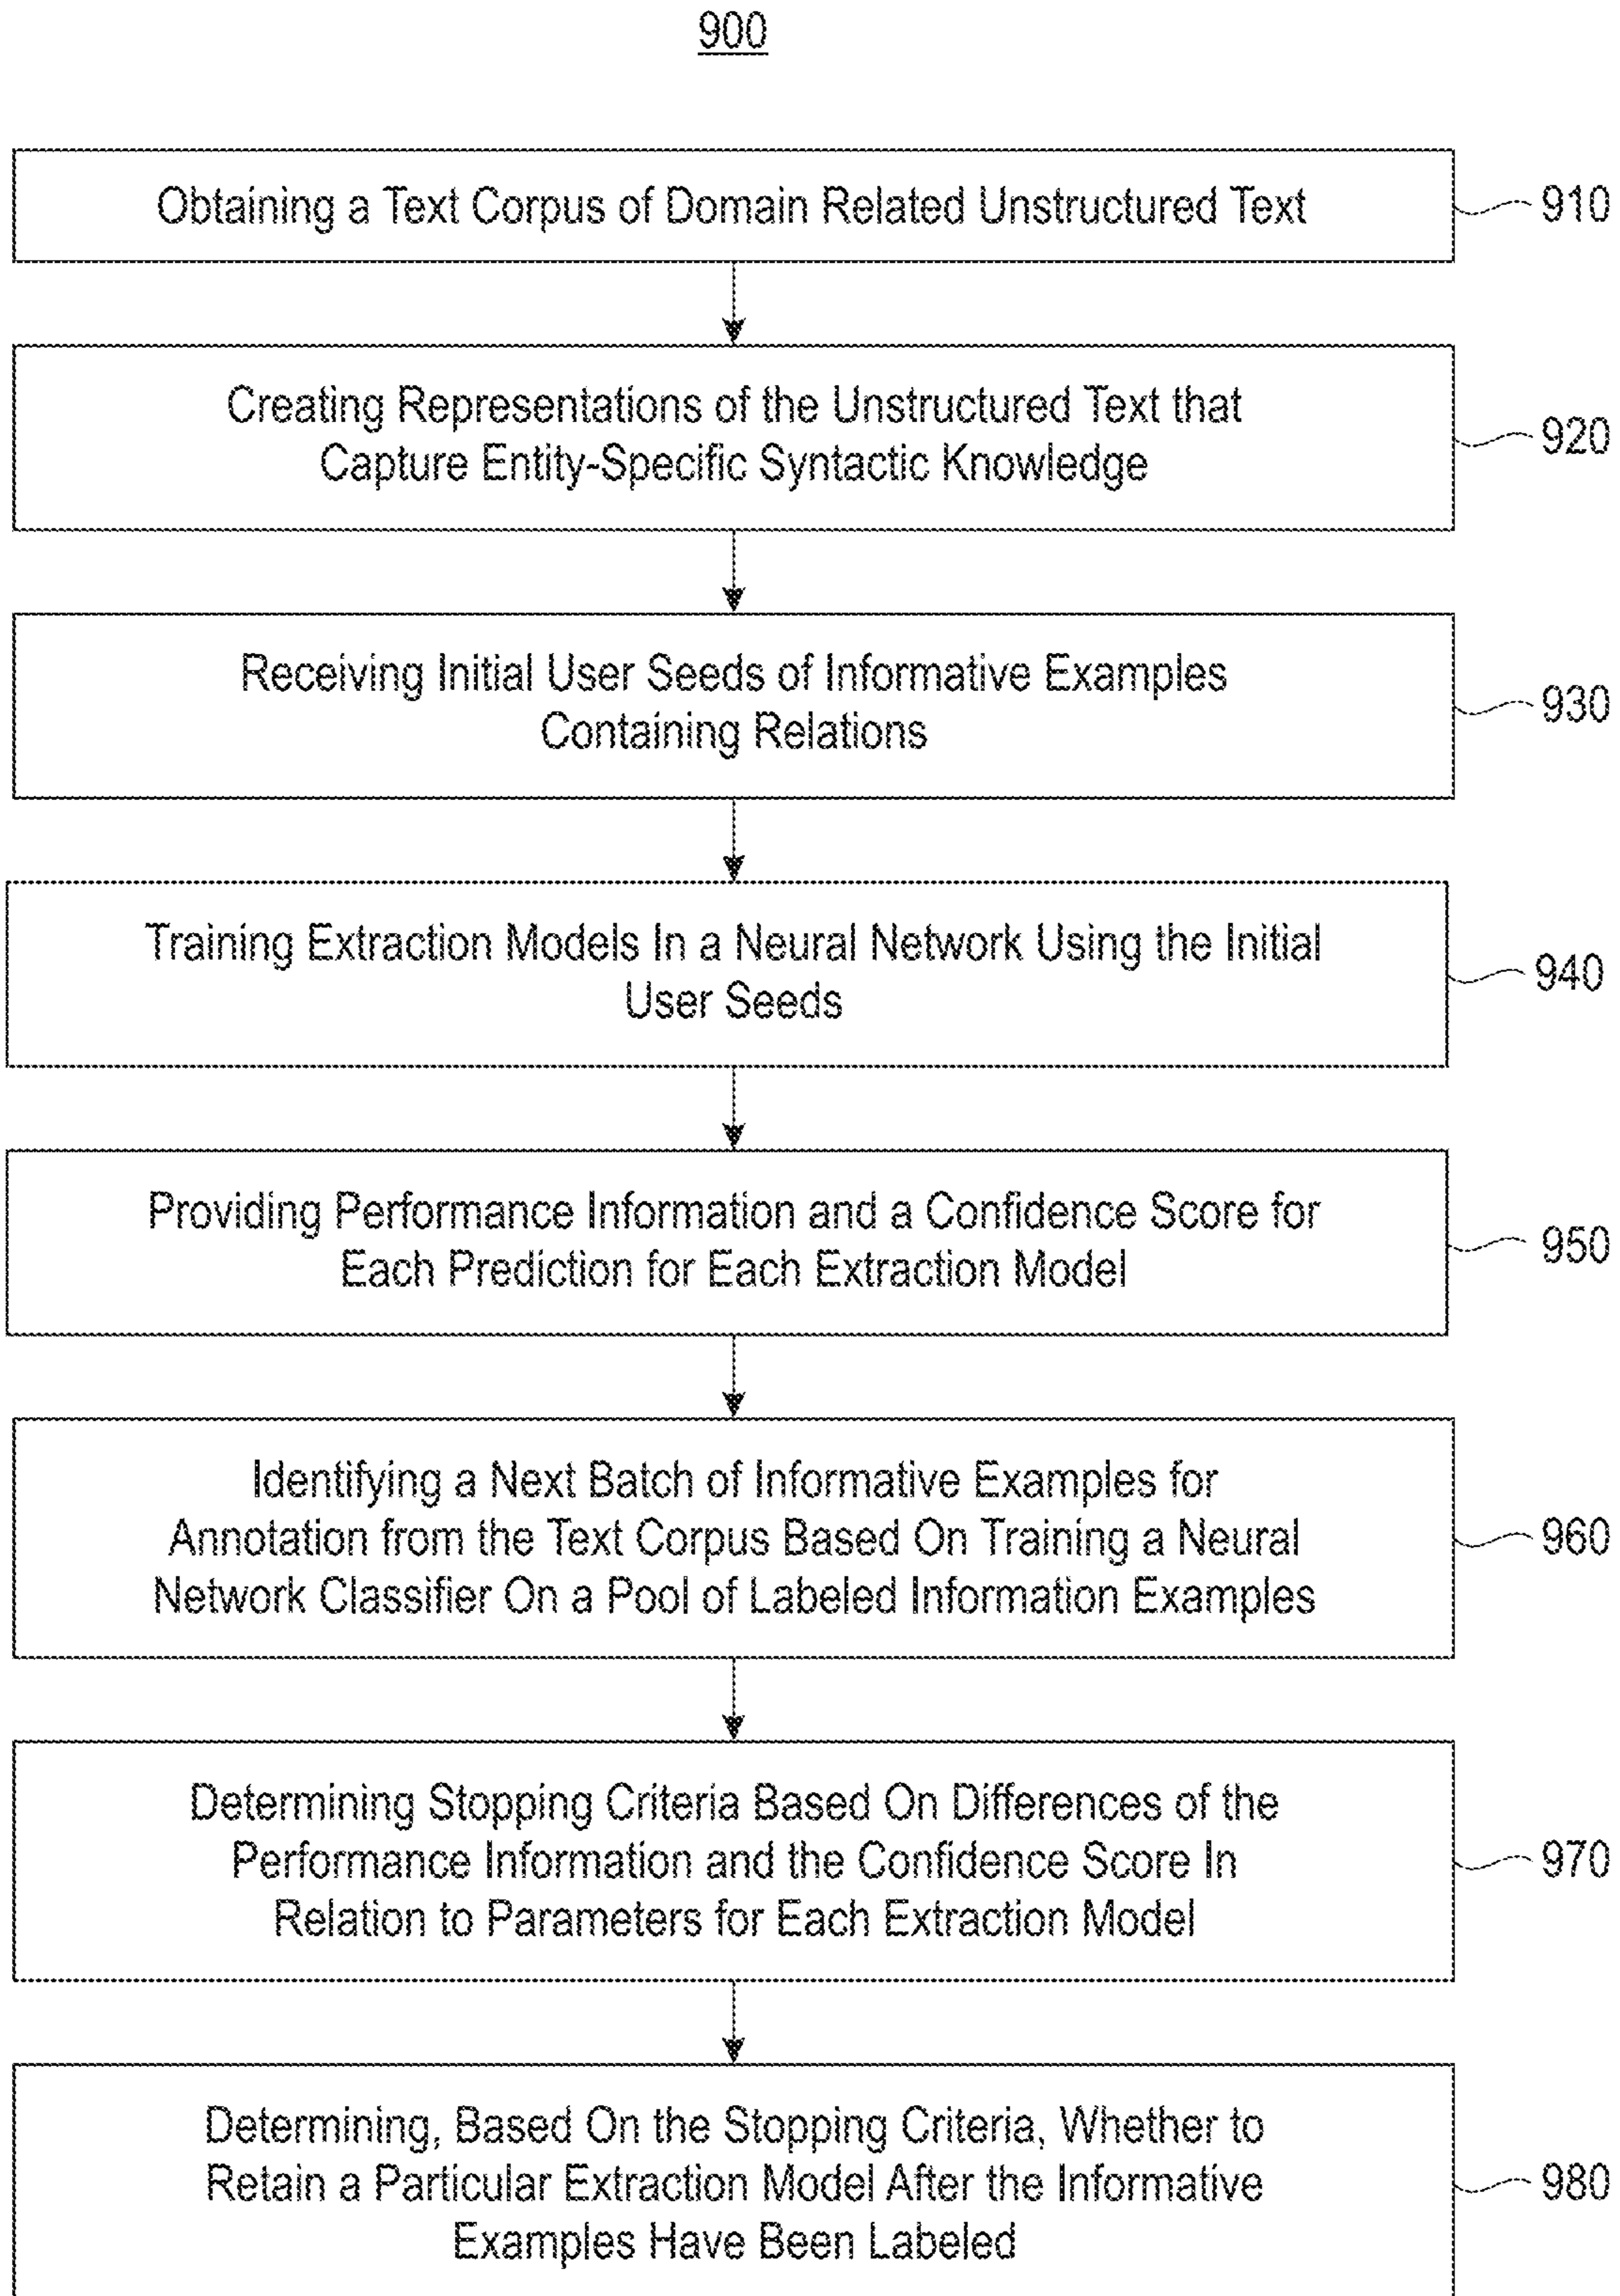 900
Obtaining a Text Corpus of Domain Related Unstructured Text
910
Creating Representations of the Unstructured Text that
Capture Entity-Specific Syntactic Knowledge
920
Receiving Initial User Seeds of Informative Examples
Containing Relations
930
Training Extraction Models In a Neural Network Using the Initial
User Seeds
940
Providing Performance Information and a Confidence Score for
Each Prediction for Each Extraction Model
950
Identifying a Next Batch of Informative Examples for
Annotation from the Text Corpus Based On Training a Neural
Network Classifier On a Pool of Labeled Information Examples
960
Determining Stopping Criteria Based On Differences of the
Performance Information and the Confidence Score In
Relation to Parameters for Each Extraction Model
970
Determining, Based On the Stopping Criteria, Whether to
Retain a Particular Extraction Model After the Informative
Examples Have Been Labeled
980